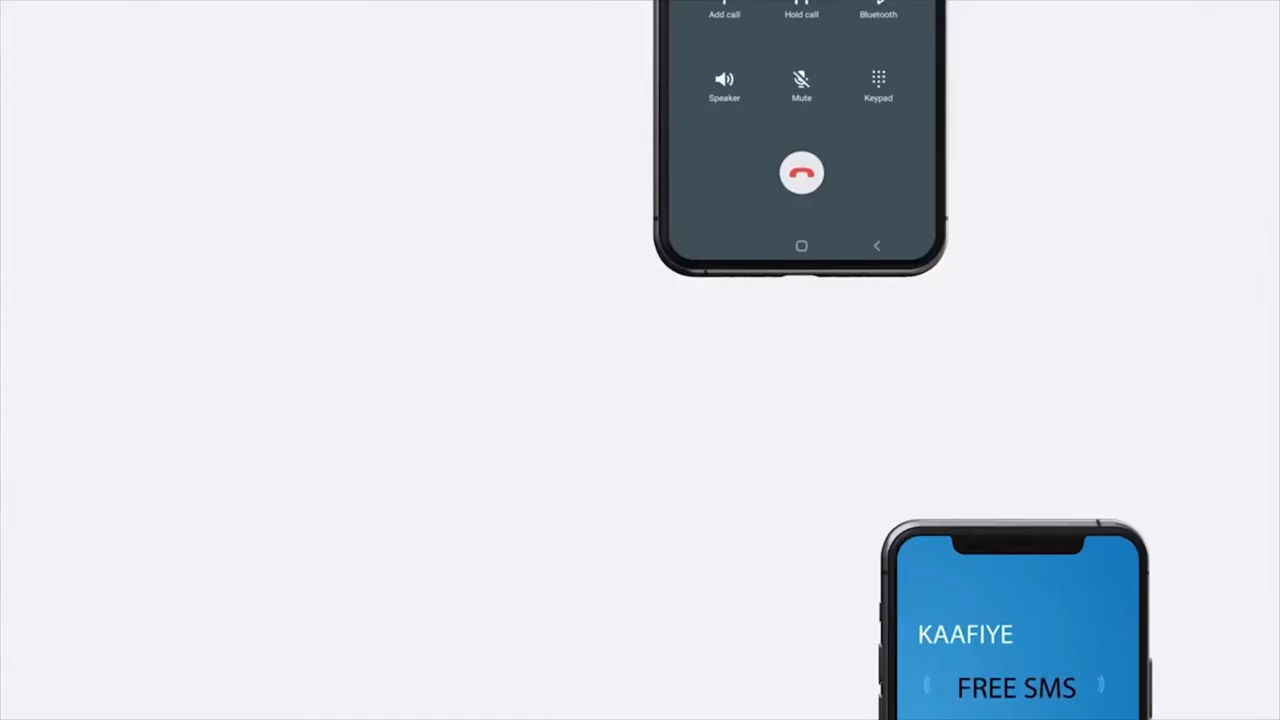 Add call Hold call Bluetooth
Speaker Mute Keypad
KAAFIYE
FREE SMS